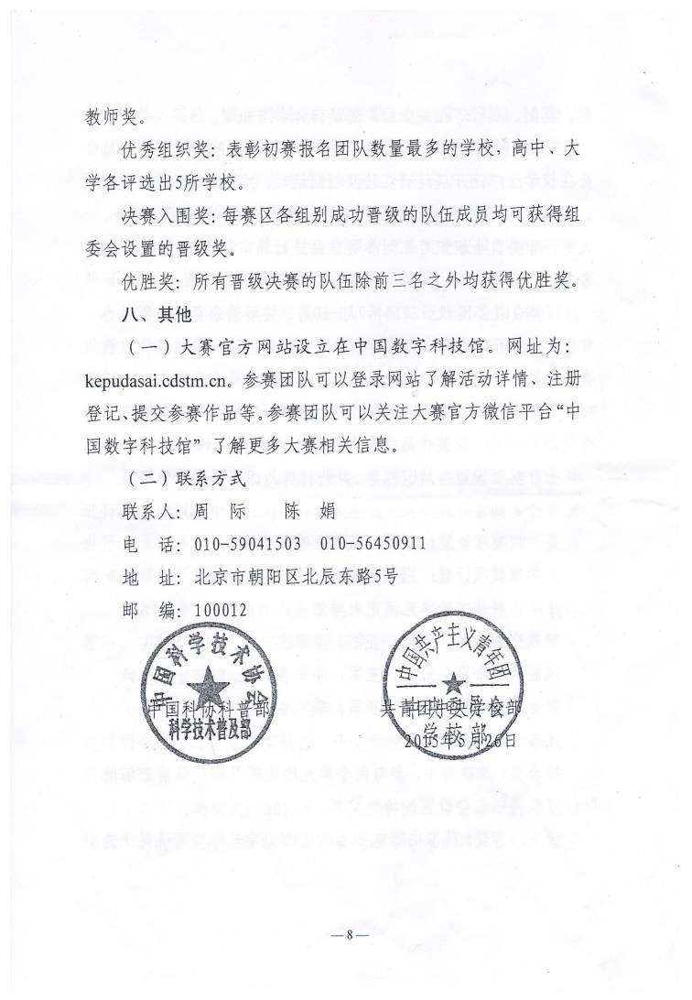 教师奖。
优秀组织奖：表彰初赛报名团队数量最多的学校，高中、大
学各评选出5所学校。
决赛入围奖：每赛区各组别成功晋级的队伍成员均可获得组
委会设置的晋级奖。
优胜奖：所有晋级决赛的队伍除前三名之外均获得优胜奖。
八、其他
（一）大赛官方网站设立在中国数字科技馆。网址为：
kepudasai.cdstm.cn。参赛团队可以登录网站了解活动详情、注册
登记、提交参赛作品等。参赛团队可以关注大赛官方微信平台“中
国数字科技馆”了解更多大赛相关信息。
（二）联系方式
联系人：周 际 陈 娟
电 话：010-59041503 010-56450911
地 址：北京市朝阳区北辰东路5号
邮 编：100012
中国科学技术协会
科学技术普及部
中国科协科普部
中国共产主义青年团
中央委员会
学校部
共青团中央学校部
2015年5月26日
—8—